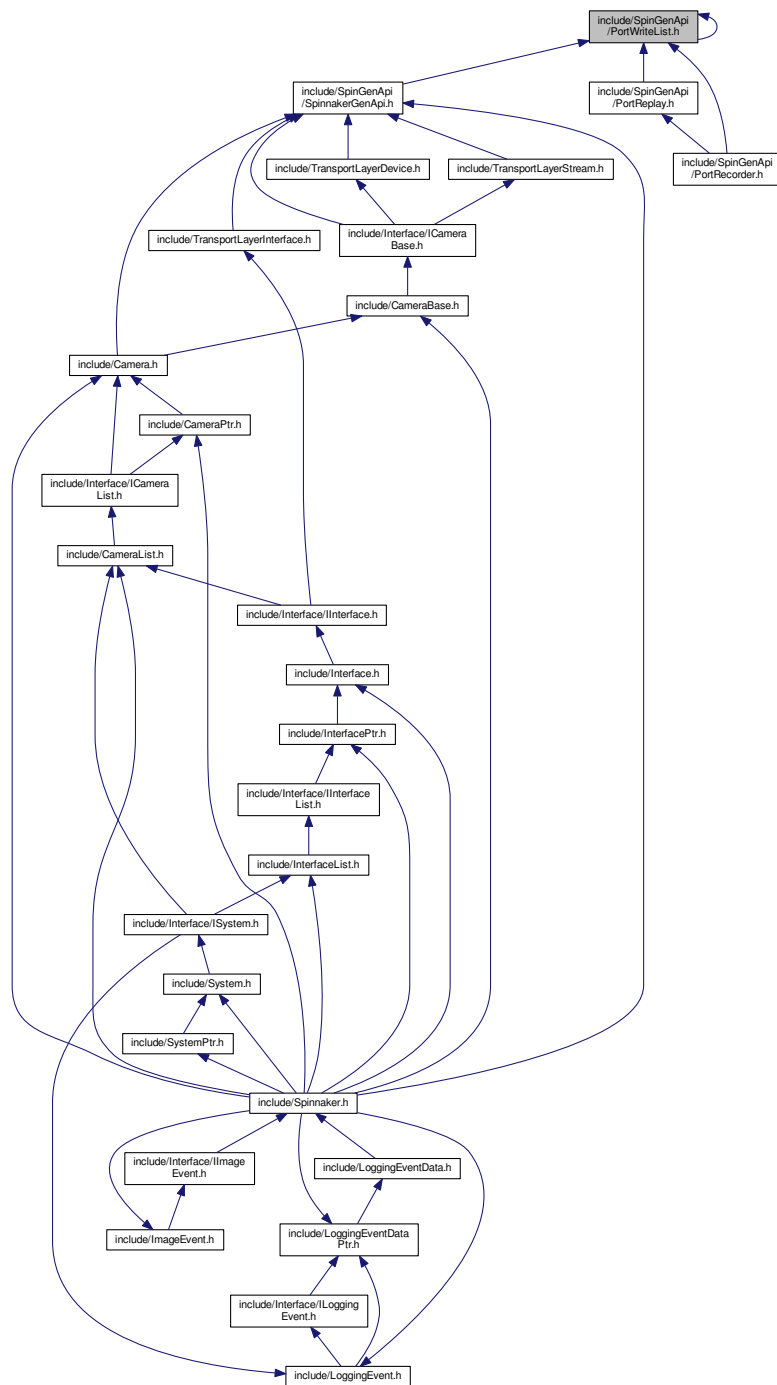 include/SpinGenApi
/PortWriteList.h
include/SpinGenApi
/SpinnakerGenApi.h
include/SpinGenApi
/PortReplay.h
include/SpinGenApi
/PortRecorder.h
include/TransportLayerDevice.h
include/TransportLayerStream.h
include/TransportLayerInterface.h
include/Interface/ICamera
Base.h
include/CameraBase.h
include/Camera.h
include/CameraPtr.h
include/Interface/ICamera
List.h
include/CameraList.h
include/Interface/IInterface.h
include/Interface.h
include/InterfacePtr.h
include/Interface/IInterface
List.h
include/InterfaceList.h
include/Interface/ISystem.h
include/System.h
include/SystemPtr.h
include/Spinnaker.h
include/Interface/IImage
Event.h
include/LoggingEventData.h
include/ImageEvent.h
include/LoggingEventData
Ptr.h
include/Interface/ILogging
Event.h
include/LoggingEvent.h